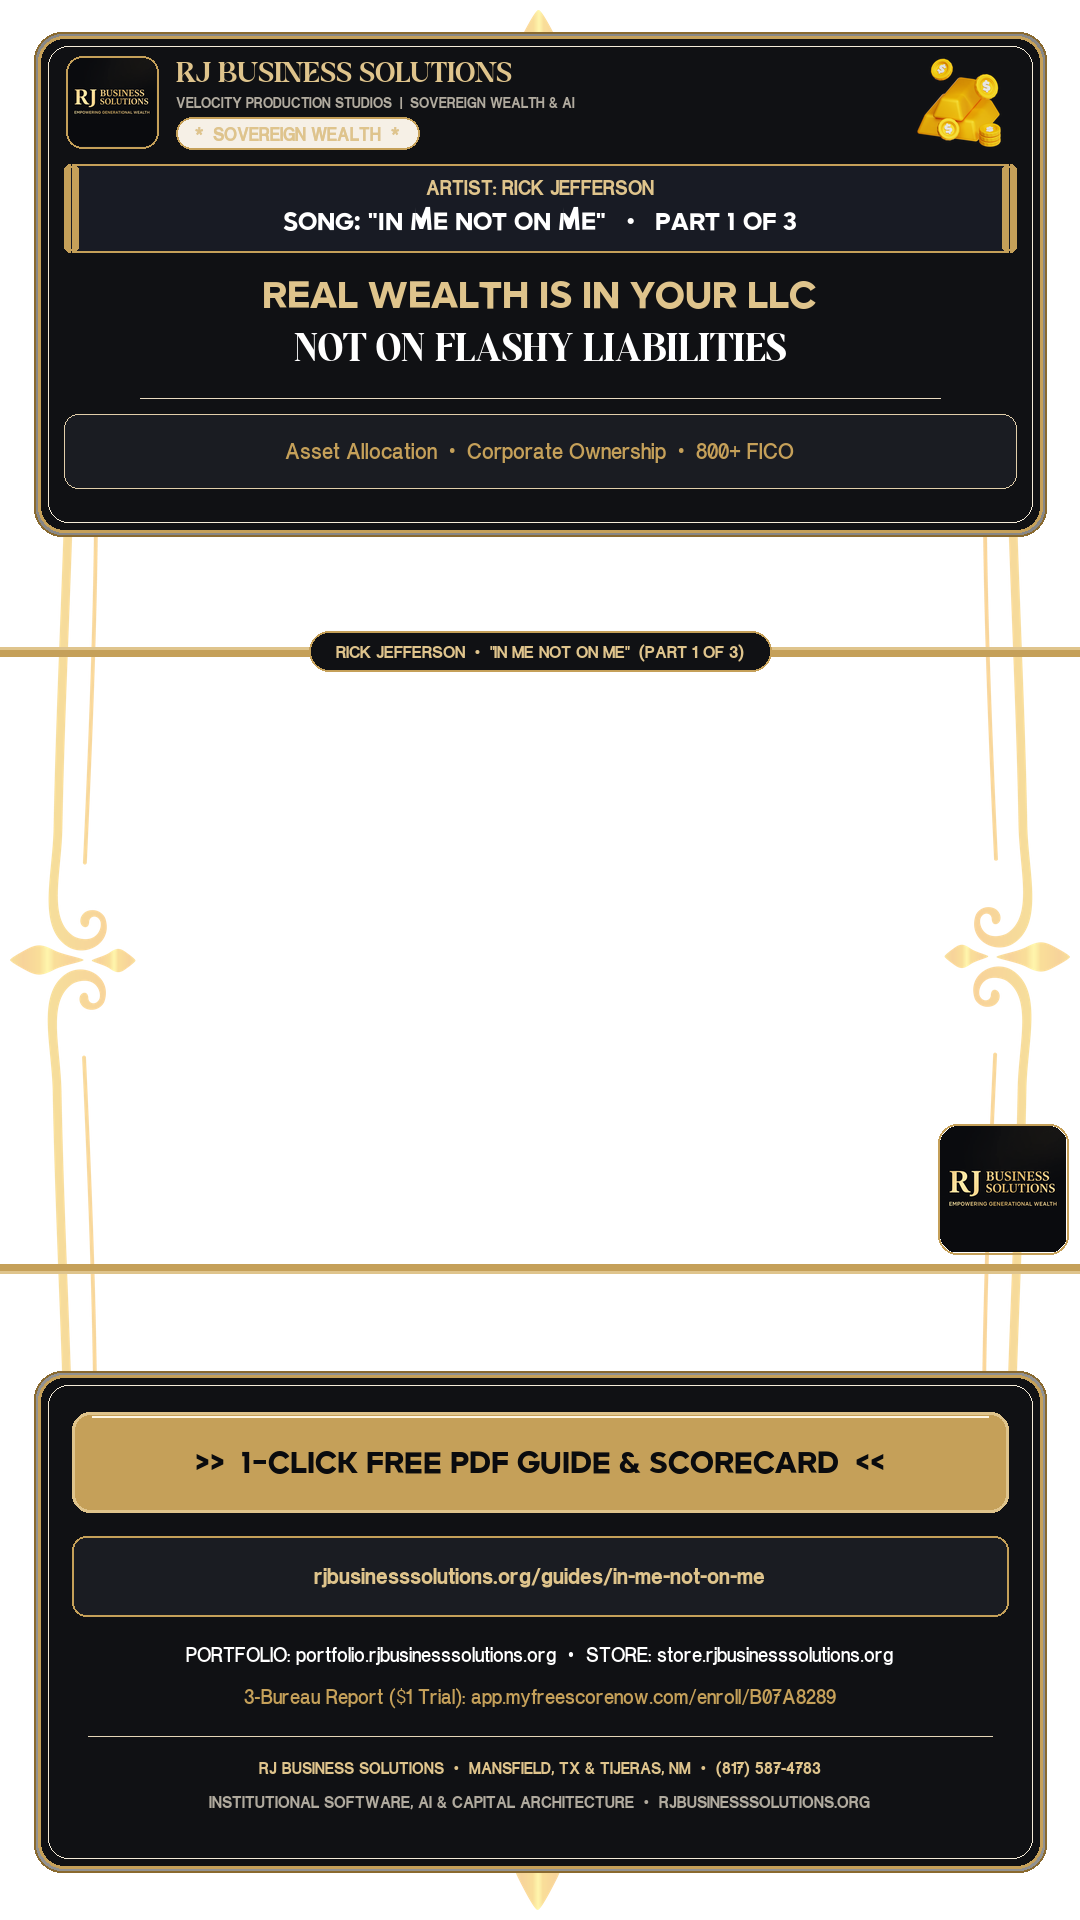 RJ BUSINESS SOLUTIONS
EMPOWERING GENERATIONAL WEALTH
RJ BUSINESS SOLUTIONS
VELOCITY PRODUCTION STUDIOS | SOVEREIGN WEALTH & AI
* SOVEREIGN WEALTH *
ARTIST: RICK JEFFERSON
SONG: "IN ME NOT ON ME" • PART 1 OF 3
REAL WEALTH IS IN YOUR LLC
NOT ON FLASHY LIABILITIES
Asset Allocation • Corporate Ownership • 800+ FICO
RICK JEFFERSON • "IN ME NOT ON ME" (PART 1 OF 3)
RJ BUSINESS SOLUTIONS
EMPOWERING GENERATIONAL WEALTH
>> 1-CLICK FREE PDF GUIDE & SCORECARD <<
rjbusinesssolutions.org/guides/in-me-not-on-me
PORTFOLIO: portfolio.rjbusinesssolutions.org • STORE: store.rjbusinesssolutions.org
3-Bureau Report ($1 Trial): app.myfreescorenow.com/enroll/B07A8289
RJ BUSINESS SOLUTIONS • MANSFIELD, TX & TIJERAS, NM • (817) 587-4783
INSTITUTIONAL SOFTWARE, AI & CAPITAL ARCHITECTURE • RJBUSINESSSOLUTIONS.ORG